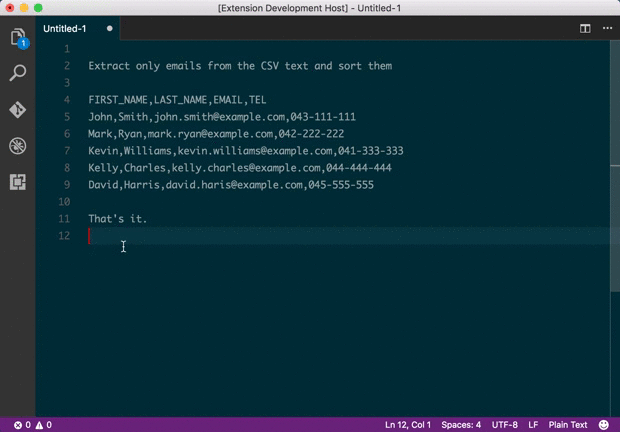 [Extension Development Host] - Untitled-1
Untitled-1
1
1
2 Extract only emails from the CSV text and sort them
3
4 FIRST_NAME,LAST_NAME,EMAIL,TEL
5 John,Smith,john.smith@example.com,043-111-111
6 Mark,Ryan,mark.ryan@example.com,042-222-222
7 Kevin,Williams,kevin.williams@example.com,041-333-333
8 Kelly,Charles,kelly.charles@example.com,044-444-444
9 David,Harris,david.haris@example.com,045-555-555
10
11 That's it.
12
0 0 Ln 12, Col 1 Spaces: 4 UTF-8 LF Plain Text